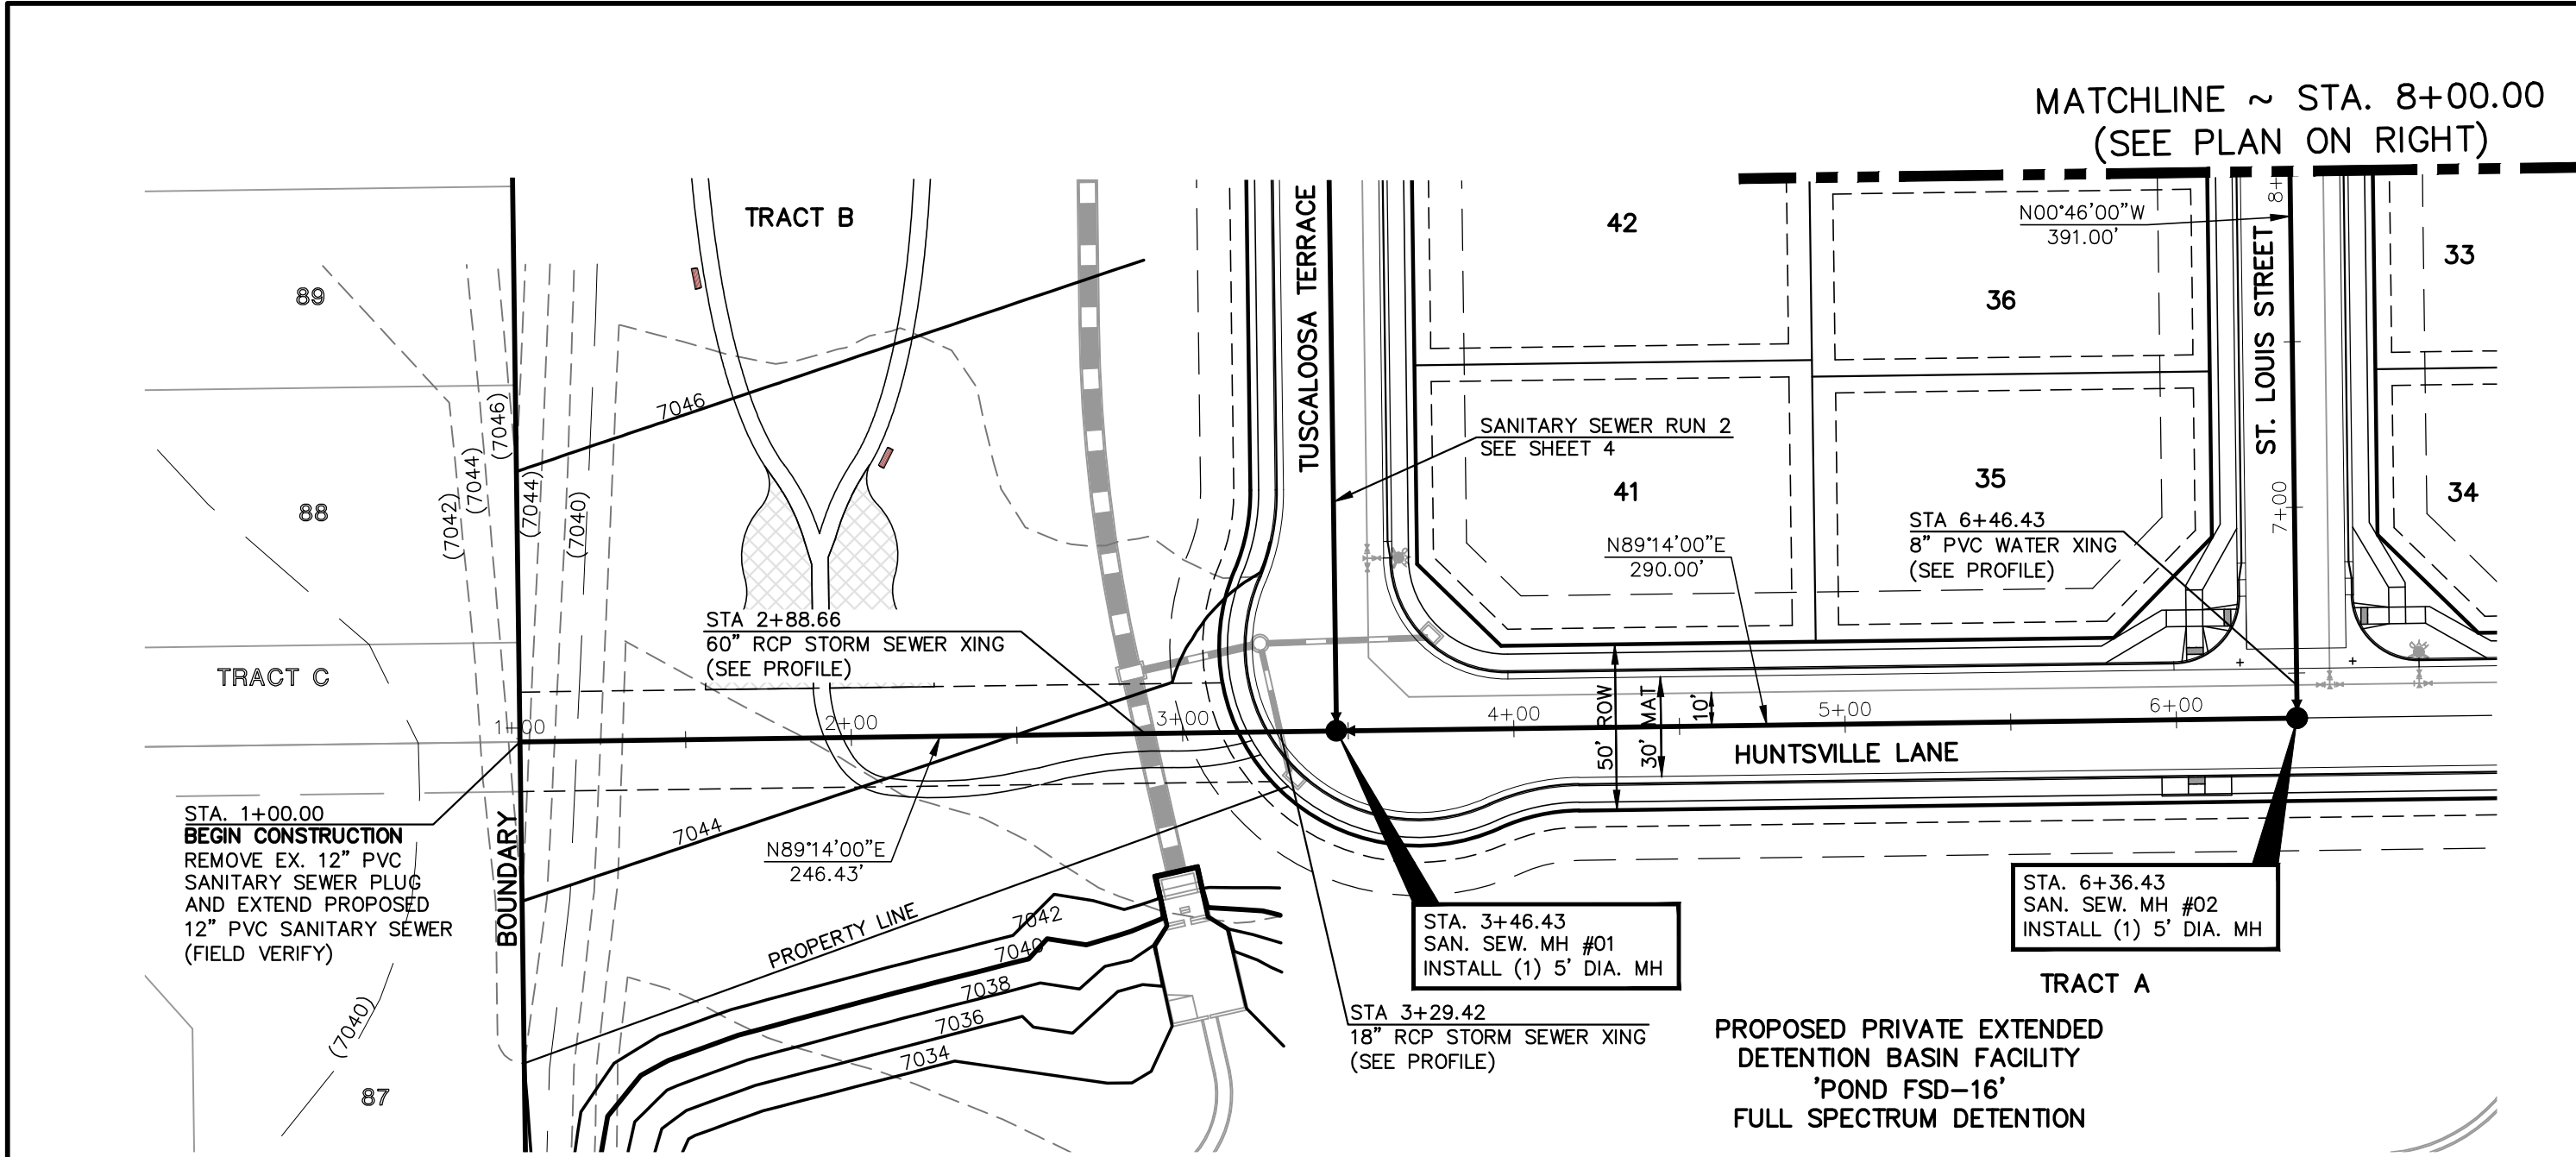 MATCHLINE ~ STA. 8+00.00
(SEE PLAN ON RIGHT)
TRACT B
TUSCALOOSA TERRACE
42
36
N00°46'00"W
391.00'
8+
ST. LOUIS STREET
33
89
7046
(7046)
(7044)
(7042)
(7044)
(7040)
88
SANITARY SEWER RUN 2
SEE SHEET 4
41
35
34
7+00
STA 6+46.43
8" PVC WATER XING
(SEE PROFILE)
N89°14'00"E
290.00'
STA 2+88.66
60" RCP STORM SEWER XING
(SEE PROFILE)
TRACT C
1+00
2+00
3+00
4+00
5+00
6+00
50' ROW
30' MAT
10'
HUNTSVILLE LANE
STA. 1+00.00
BEGIN CONSTRUCTION
REMOVE EX. 12" PVC
SANITARY SEWER PLUG
AND EXTEND PROPOSED
12" PVC SANITARY SEWER
(FIELD VERIFY)
BOUNDARY
7044
N89°14'00"E
246.43'
PROPERTY LINE
7042
7040
7038
7036
7034
(7040)
87
STA. 3+46.43
SAN. SEW. MH #01
INSTALL (1) 5' DIA. MH
STA. 6+36.43
SAN. SEW. MH #02
INSTALL (1) 5' DIA. MH
STA 3+29.42
18" RCP STORM SEWER XING
(SEE PROFILE)
TRACT A
PROPOSED PRIVATE EXTENDED
DETENTION BASIN FACILITY
'POND FSD-16'
FULL SPECTRUM DETENTION